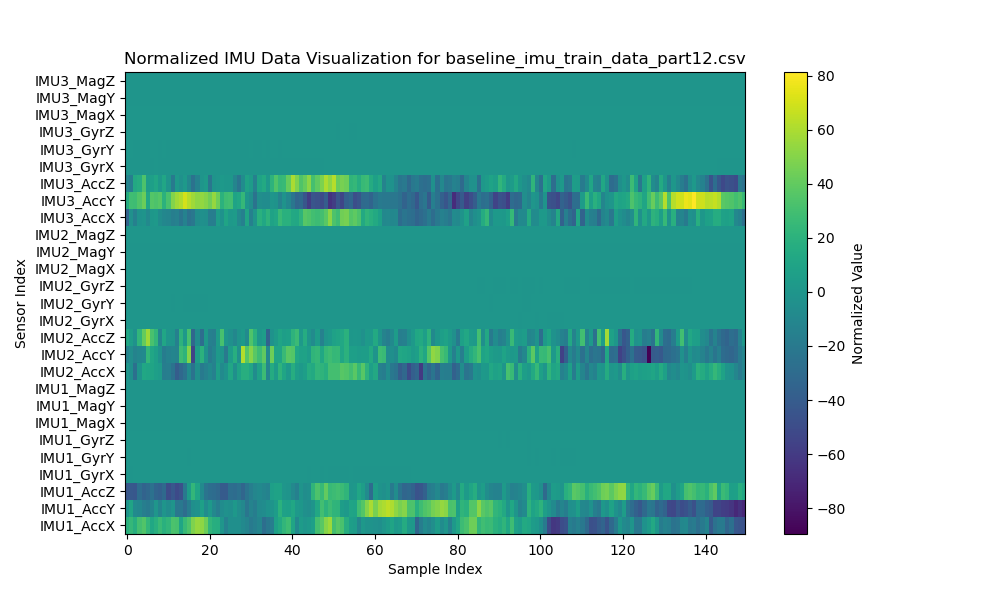 Normalized IMU Data Visualization for baseline_imu_train_data_part12.csv
IMU3_MagZ
IMU3_MagY
IMU3_MagX
IMU3_GyrZ
IMU3_GyrY
IMU3_GyrX
IMU3_AccZ
IMU3_AccY
IMU3_AccX
IMU2_MagZ
IMU2_MagY
IMU2_MagX
IMU2_GyrZ
IMU2_GyrY
IMU2_GyrX
IMU2_AccZ
IMU2_AccY
IMU2_AccX
IMU1_MagZ
IMU1_MagY
IMU1_MagX
IMU1_GyrZ
IMU1_GyrY
IMU1_GyrX
IMU1_AccZ
IMU1_AccY
IMU1_AccX
Sensor Index
0 20 40 60 80 100 120 140
Sample Index
80
60
40
20
0
−20
−40
−60
−80
Normalized Value